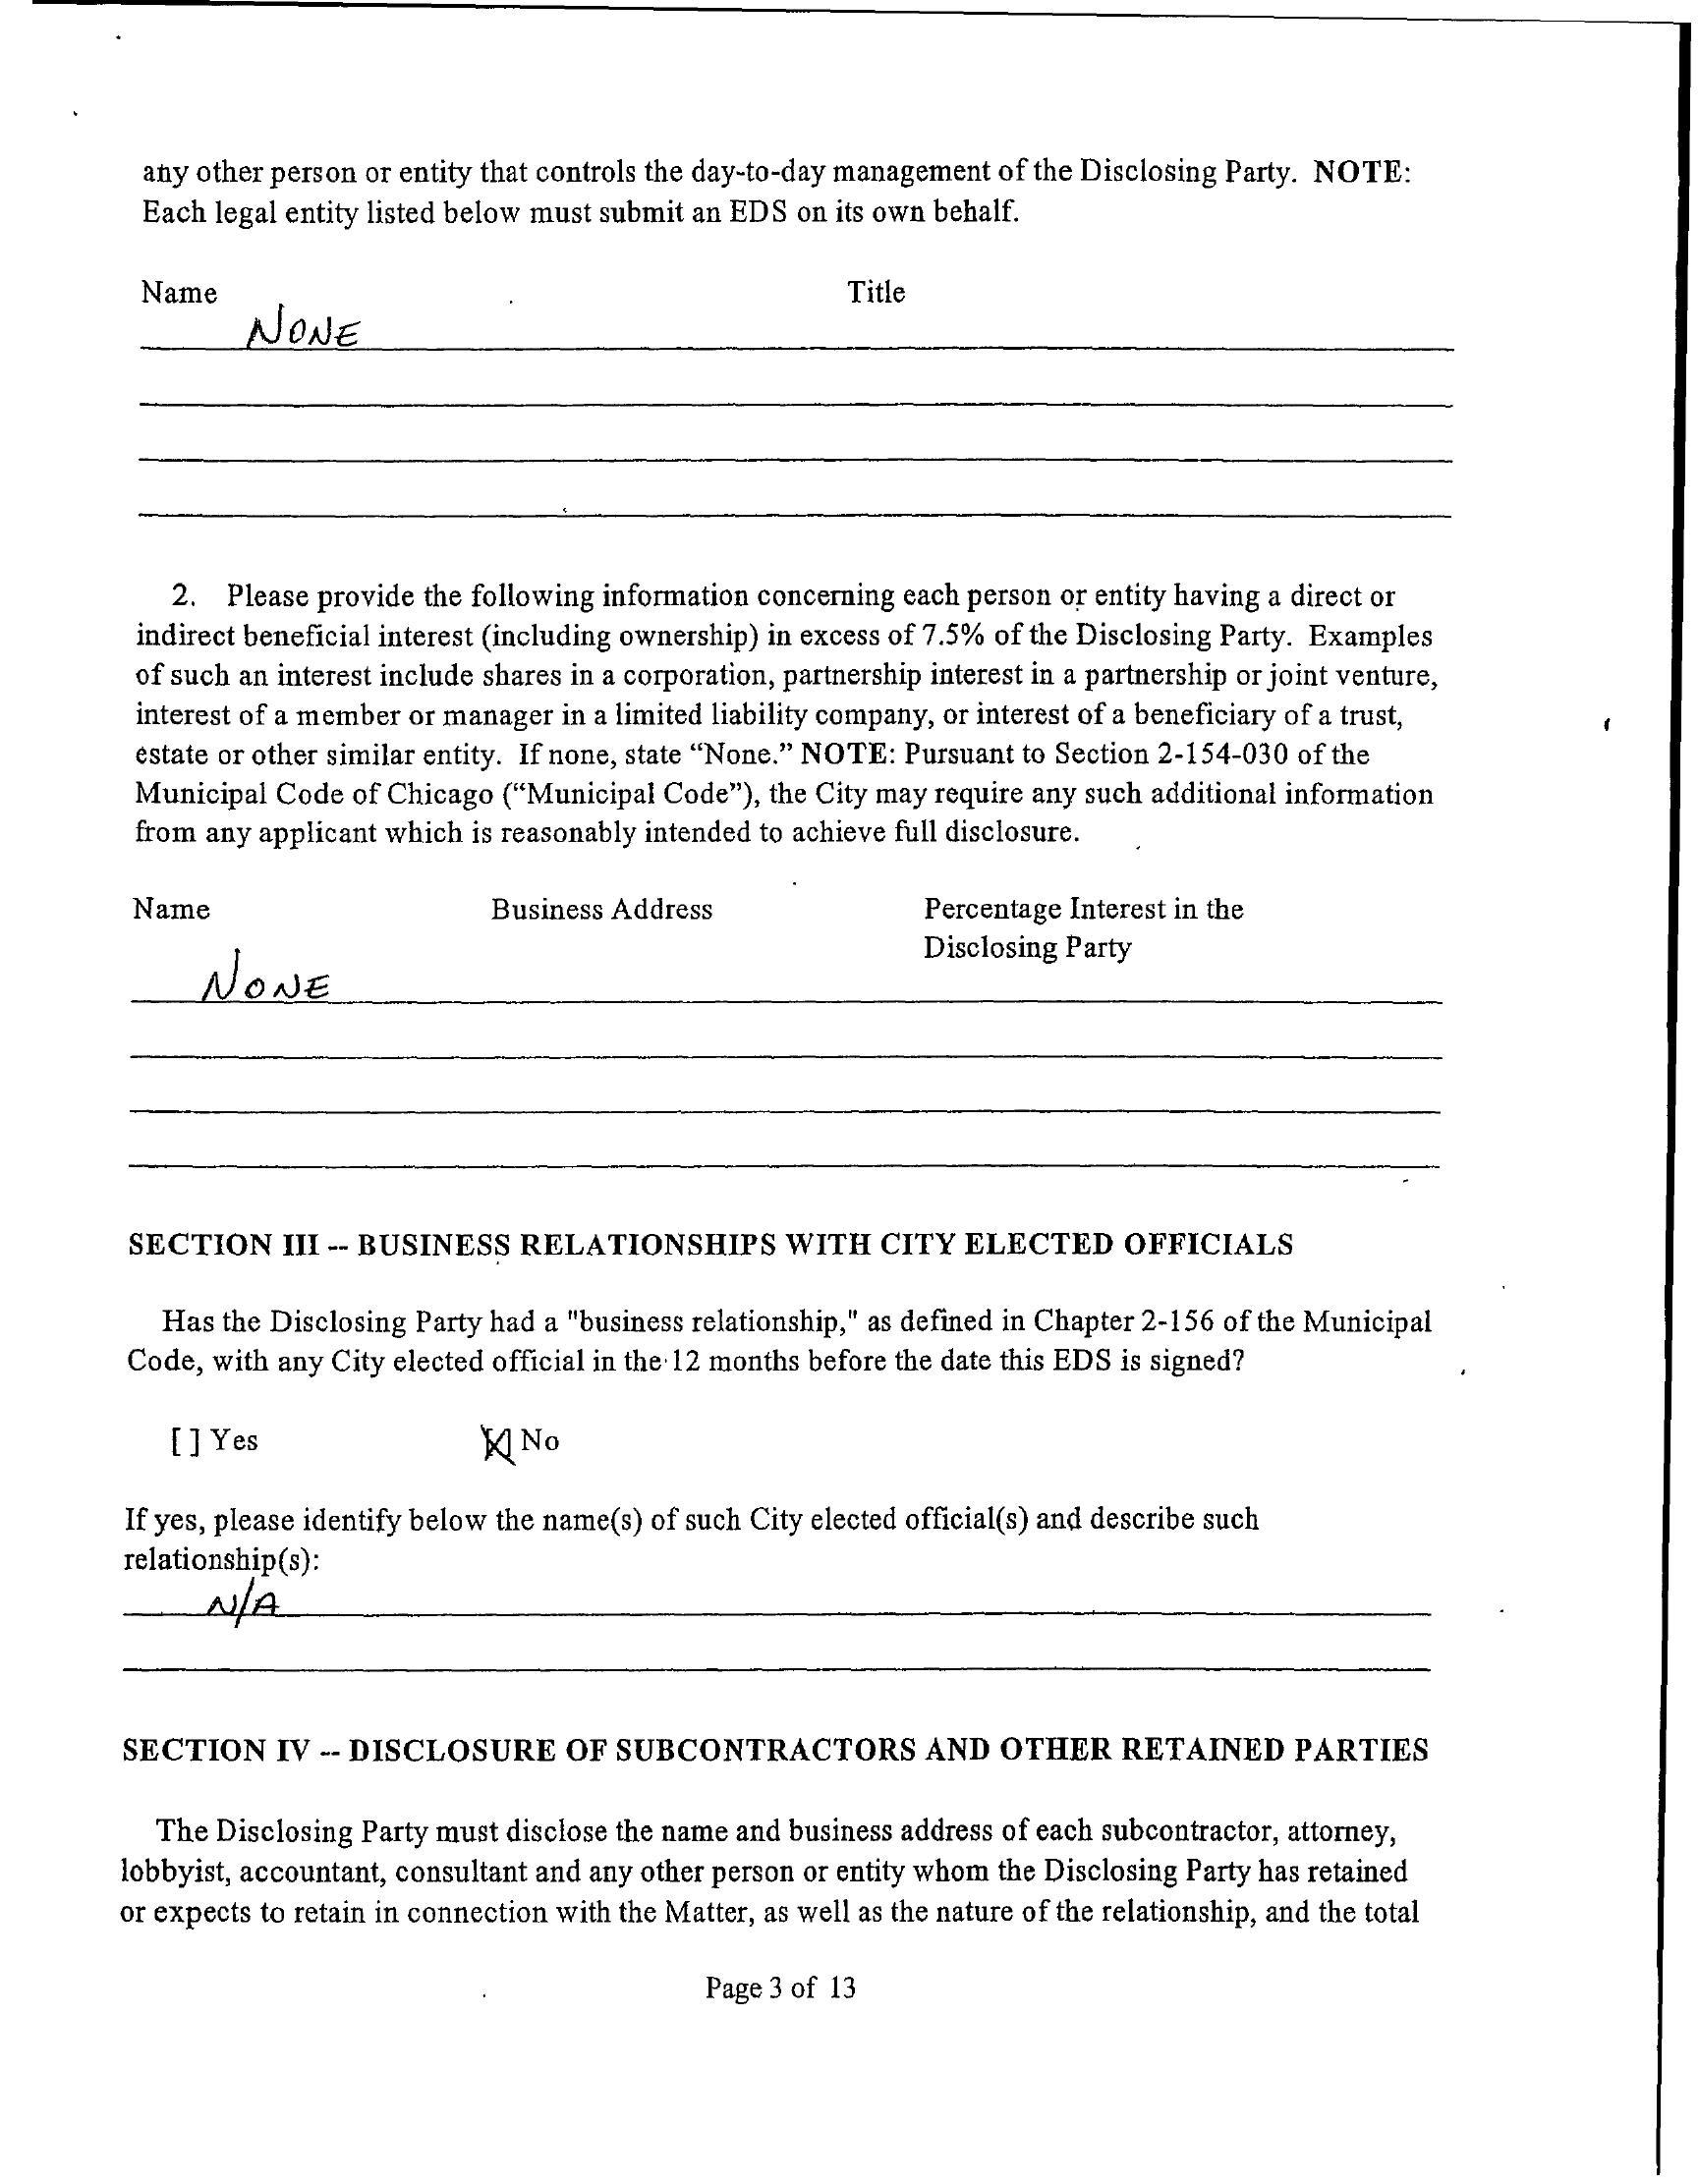 any other person or entity that controls the day-to-day management of the Disclosing Party. NOTE:
Each legal entity listed below must submit an EDS on its own behalf.
Name Title
NONE
2. Please provide the following information concerning each person or entity having a direct or
indirect beneficial interest (including ownership) in excess of 7.5% of the Disclosing Party. Examples
of such an interest include shares in a corporation, partnership interest in a partnership or joint venture,
interest of a member or manager in a limited liability company, or interest of a beneficiary of a trust,
estate or other similar entity. If none, state “None.” NOTE: Pursuant to Section 2-154-030 of the
Municipal Code of Chicago (“Municipal Code”), the City may require any such additional information
from any applicant which is reasonably intended to achieve full disclosure.
Name Business Address Percentage Interest in the
Disclosing Party
NONE
SECTION III -- BUSINESS RELATIONSHIPS WITH CITY ELECTED OFFICIALS
Has the Disclosing Party had a "business relationship," as defined in Chapter 2-156 of the Municipal
Code, with any City elected official in the 12 months before the date this EDS is signed?
[ ] Yes [X] No
If yes, please identify below the name(s) of such City elected official(s) and describe such
relationship(s):
N/A
SECTION IV -- DISCLOSURE OF SUBCONTRACTORS AND OTHER RETAINED PARTIES
The Disclosing Party must disclose the name and business address of each subcontractor, attorney,
lobbyist, accountant, consultant and any other person or entity whom the Disclosing Party has retained
or expects to retain in connection with the Matter, as well as the nature of the relationship, and the total
Page 3 of 13